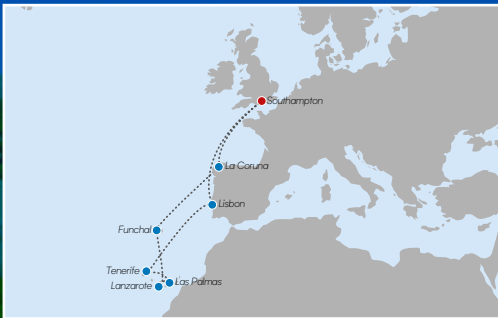 Southampton
La Coruna
Lisbon
Funchal
Tenerife
Las Palmas
Lanzarote